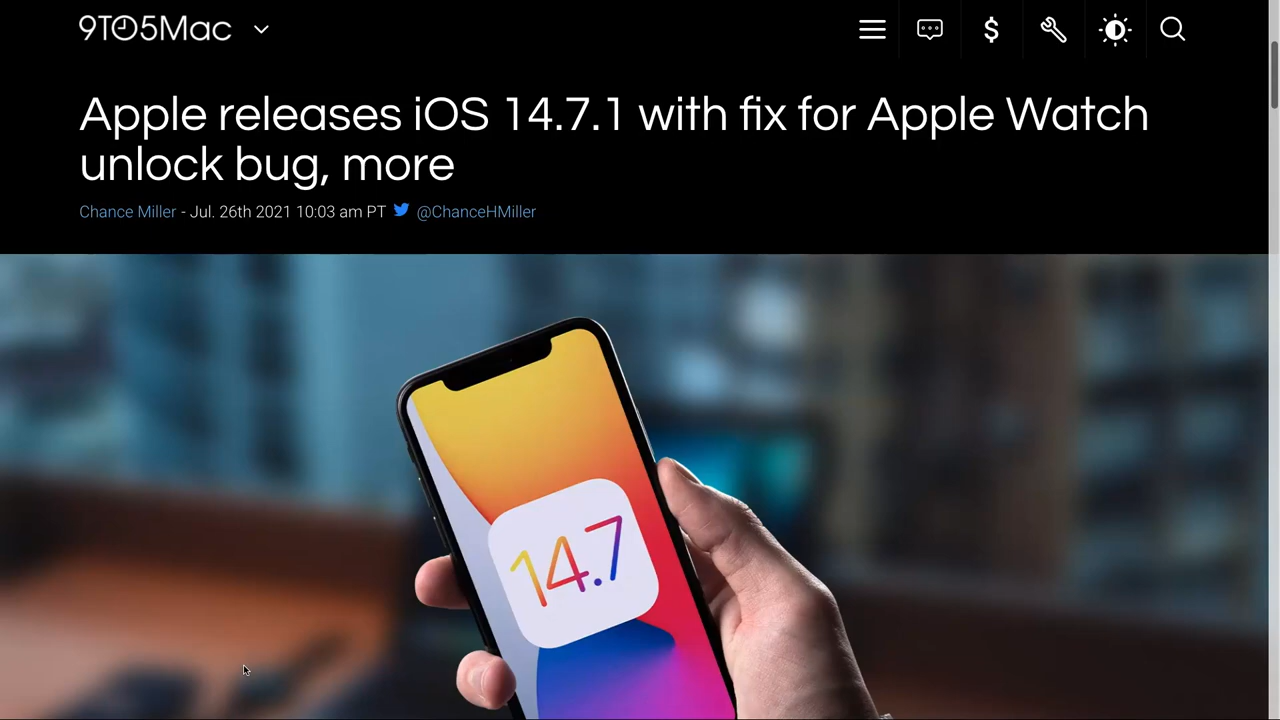 9TO5Mac
Apple releases iOS 14.7.1 with fix for Apple Watch
unlock bug, more
Chance Miller - Jul. 26th 2021 10:03 am PT @ChanceHMiller
14.7